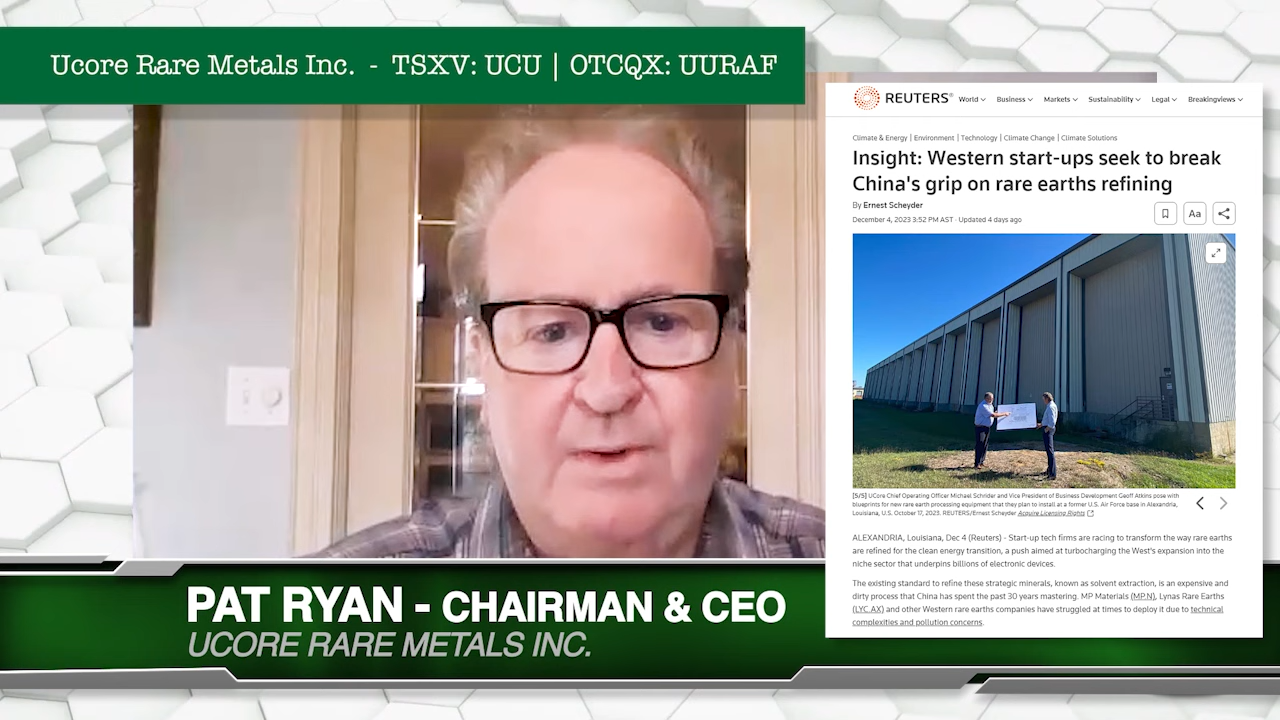 Ucore Rare Metals Inc. - TSXV: UCU | OTCQX: UURAF
REUTERS®
World Business Markets Sustainability Legal Breakingviews
Climate & Energy | Environment | Technology | Climate Change | Climate Solutions
Insight: Western start-ups seek to break
China's grip on rare earths refining
By Ernest Scheyder
December 4, 2023 3:52 PM AST · Updated 4 days ago
Aa
[5/5] UCore Chief Operating Officer Michael Schrider and Vice President of Business Development Geoff Atkins pose with
blueprints for new rare earth processing equipment that they plan to install at a former U.S. Air Force base in Alexandria,
Louisiana, U.S. October 17, 2023. REUTERS/Ernest Scheyder Acquire Licensing Rights
ALEXANDRIA, Louisiana, Dec 4 (Reuters) - Start-up tech firms are racing to transform the way rare earths
are refined for the clean energy transition, a push aimed at turbocharging the West's expansion into the
niche sector that underpins billions of electronic devices.
The existing standard to refine these strategic minerals, known as solvent extraction, is an expensive and
dirty process that China has spent the past 30 years mastering. MP Materials (MP.N), Lynas Rare Earths
(LYC.AX) and other Western rare earths companies have struggled at times to deploy it due to technical
complexities and pollution concerns.
PAT RYAN - CHAIRMAN & CEO
UCORE RARE METALS INC.